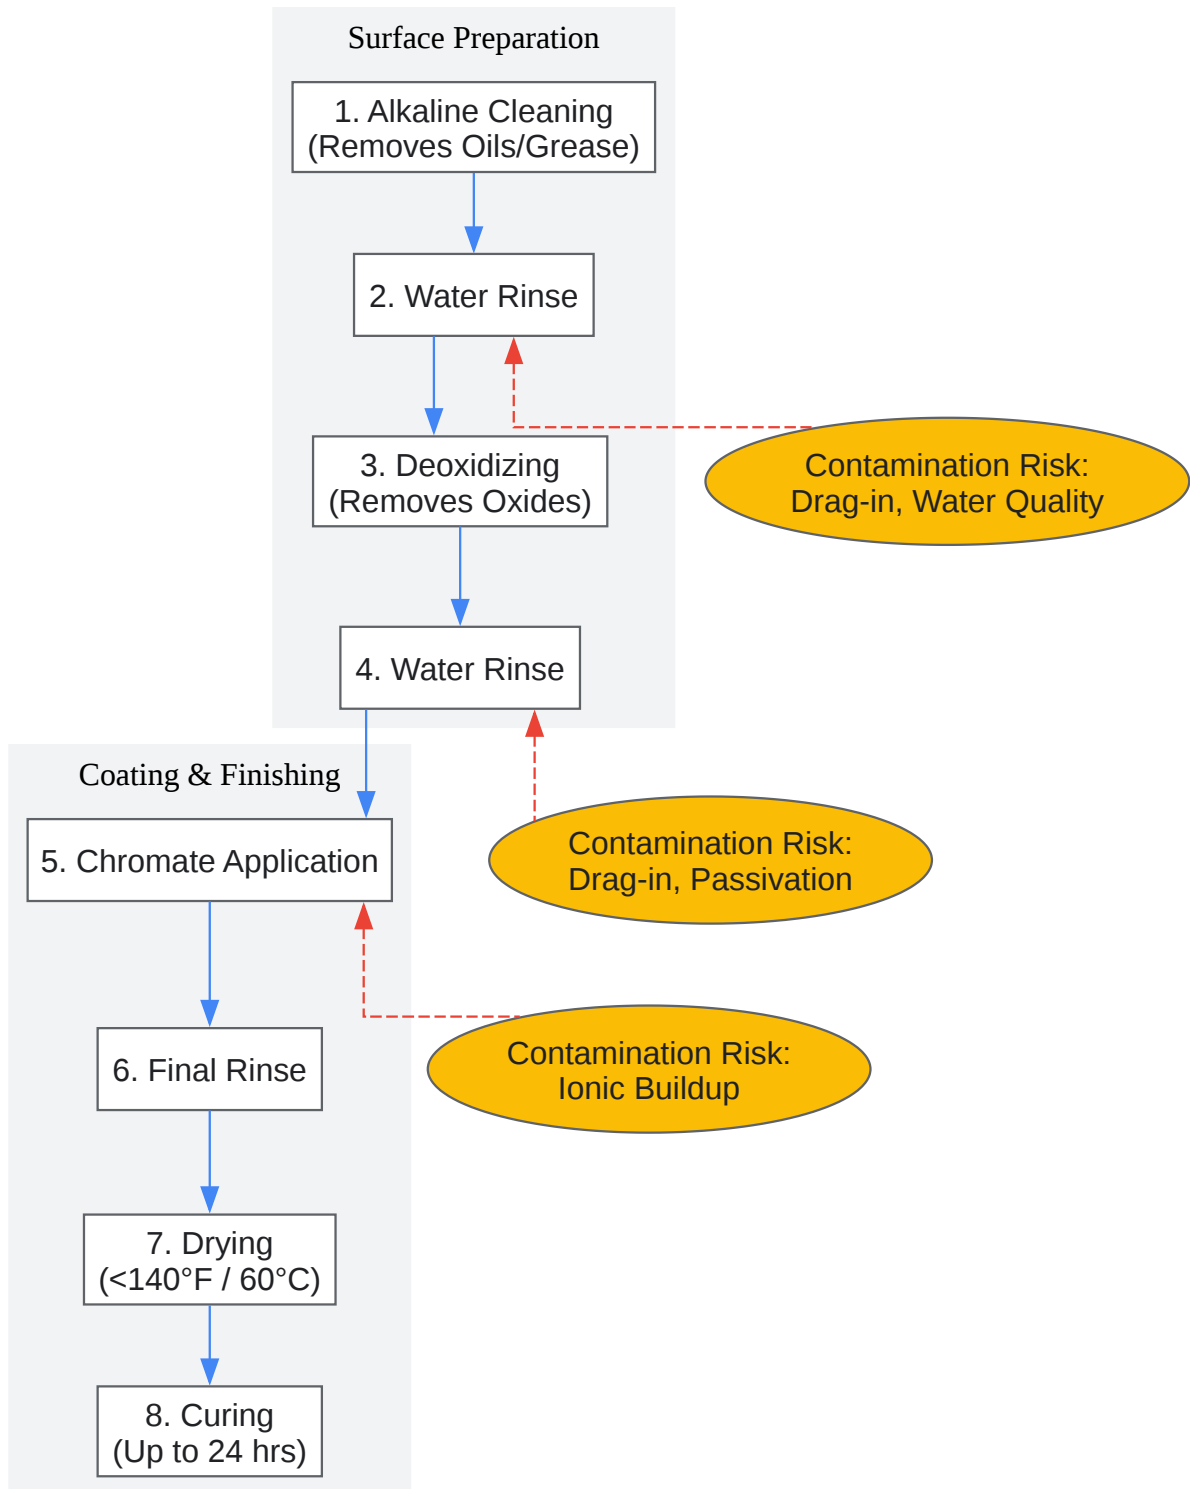 Surface Preparation
1. Alkaline Cleaning
(Removes Oils/Grease)
2. Water Rinse
3. Deoxidizing
(Removes Oxides)
Contamination Risk:
Drag-in, Water Quality
4. Water Rinse
Coating & Finishing
5. Chromate Application
Contamination Risk:
Drag-in, Passivation
6. Final Rinse
Contamination Risk:
Ionic Buildup
7. Drying
(<140°F / 60°C)
8. Curing
(Up to 24 hrs)